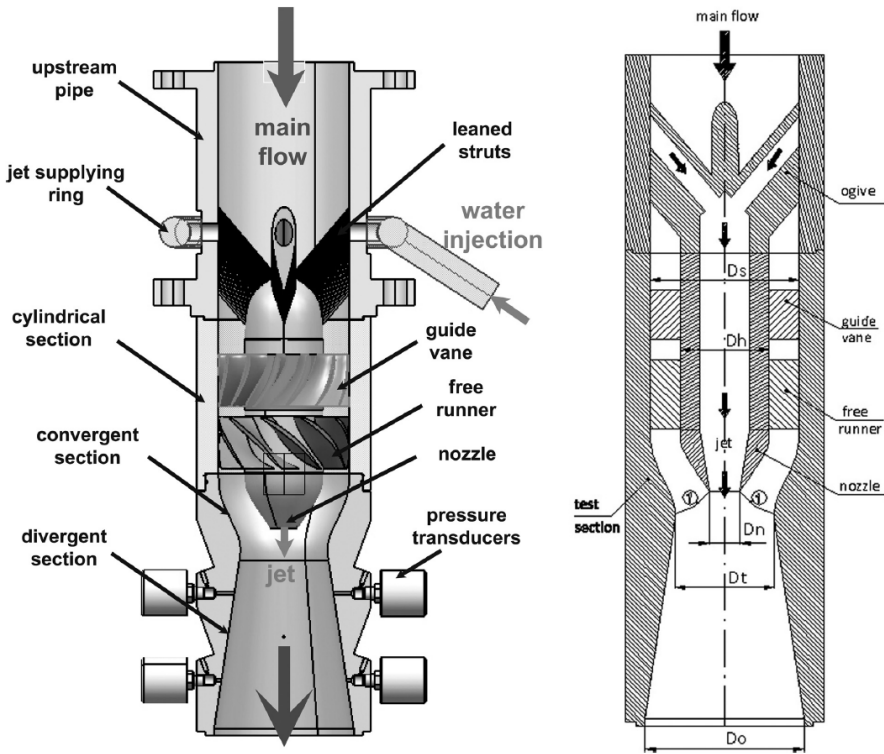 upstream
pipe
jet supplying
ring
cylindrical
section
convergent
section
divergent
section
main
flow
leaned
struts
water
injection
guide
vane
free
runner
nozzle
pressure
transducers
jet
main flow
ogive
Ds
guide
vane
Dh
free
runner
jet
nozzle
test
section
1
1
Dn
Dt
Do